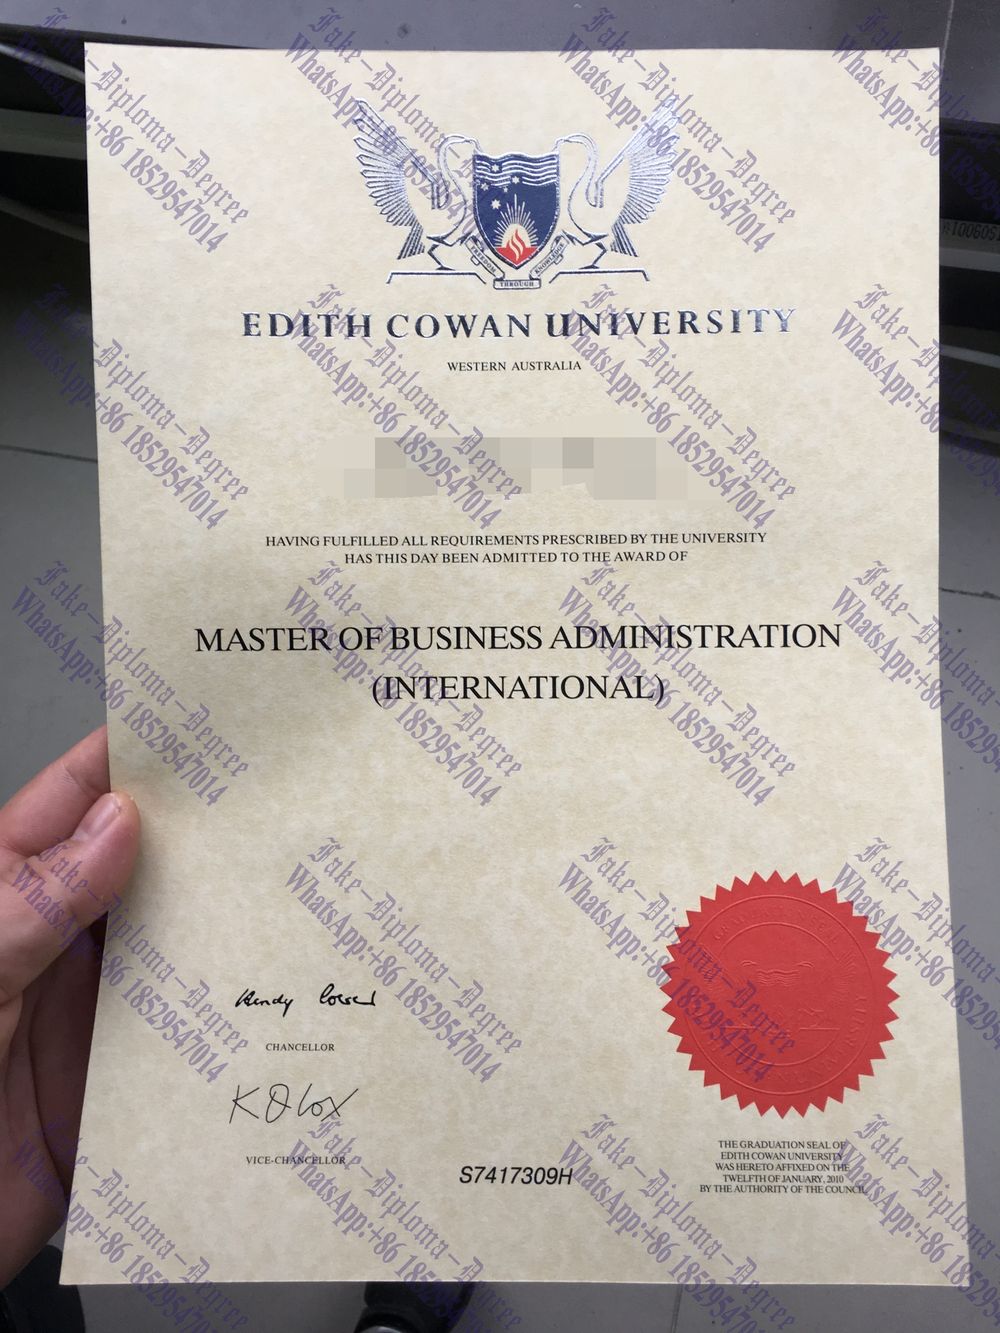 FREEDOM THROUGH KNOWLEDGE
EDITH COWAN UNIVERSITY
WESTERN AUSTRALIA
HAVING FULFILLED ALL REQUIREMENTS PRESCRIBED BY THE UNIVERSITY
HAS THIS DAY BEEN ADMITTED TO THE AWARD OF
MASTER OF BUSINESS ADMINISTRATION
(INTERNATIONAL)
CHANCELLOR
VICE-CHANCELLOR
S7417309H
THE GRADUATION SEAL OF
EDITH COWAN UNIVERSITY
WAS HERETO AFFIXED ON THE
TWELFTH OF JANUARY, 2010
BY THE AUTHORITY OF THE COUNCIL
Fake-Diploma-Degree
WhatsApp:+86 18529547014